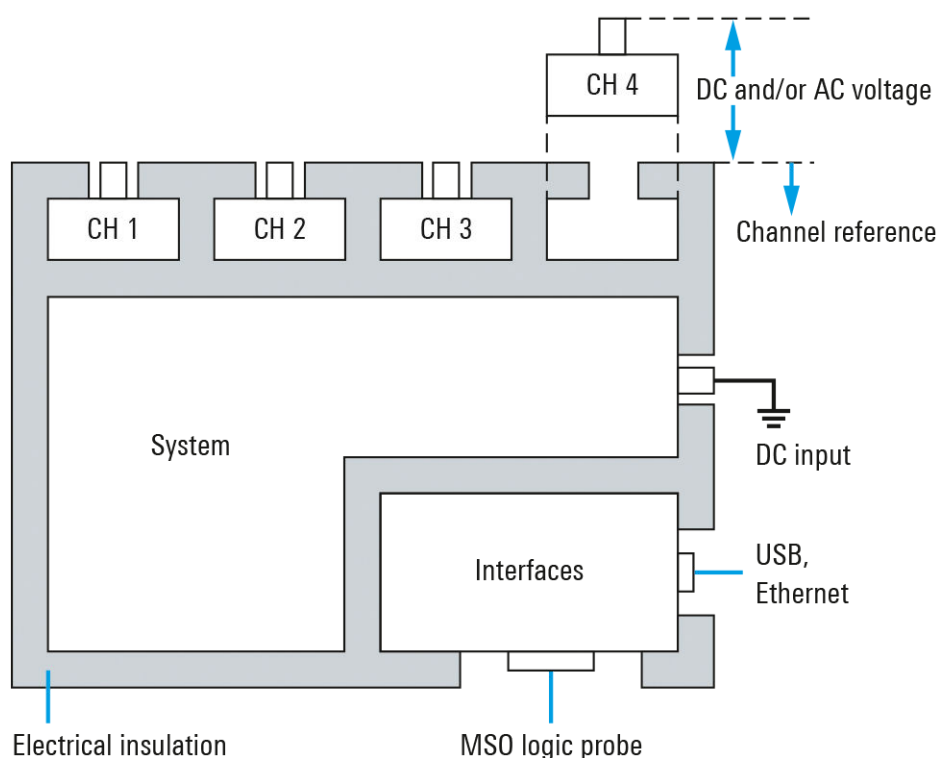 CH 4
DC and/or AC voltage
CH 1
CH 2
CH 3
Channel reference
System
DC input
Interfaces
USB,
Ethernet
Electrical insulation
MSO logic probe